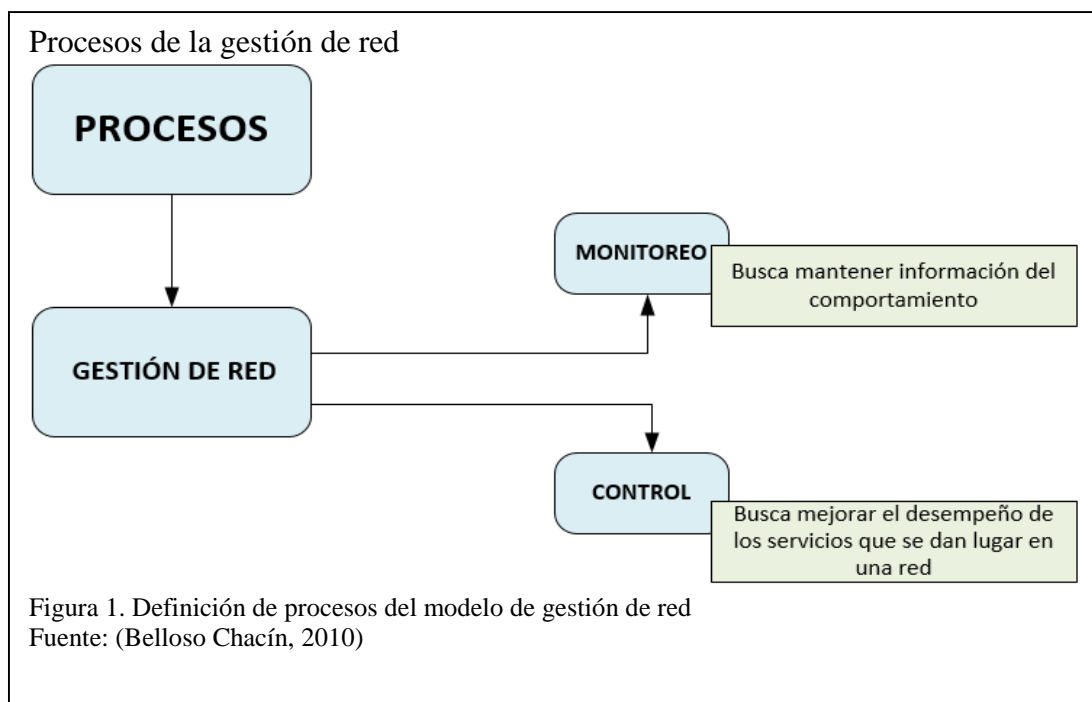 Procesos de la gestión de red
PROCESOS
MONITOREO
Busca mantener información del
comportamiento
GESTIÓN DE RED
CONTROL
Busca mejorar el desempeño de
los servicios que se dan lugar en
una red
Figura 1. Definición de procesos del modelo de gestión de red
Fuente: (Belloso Chacín, 2010)